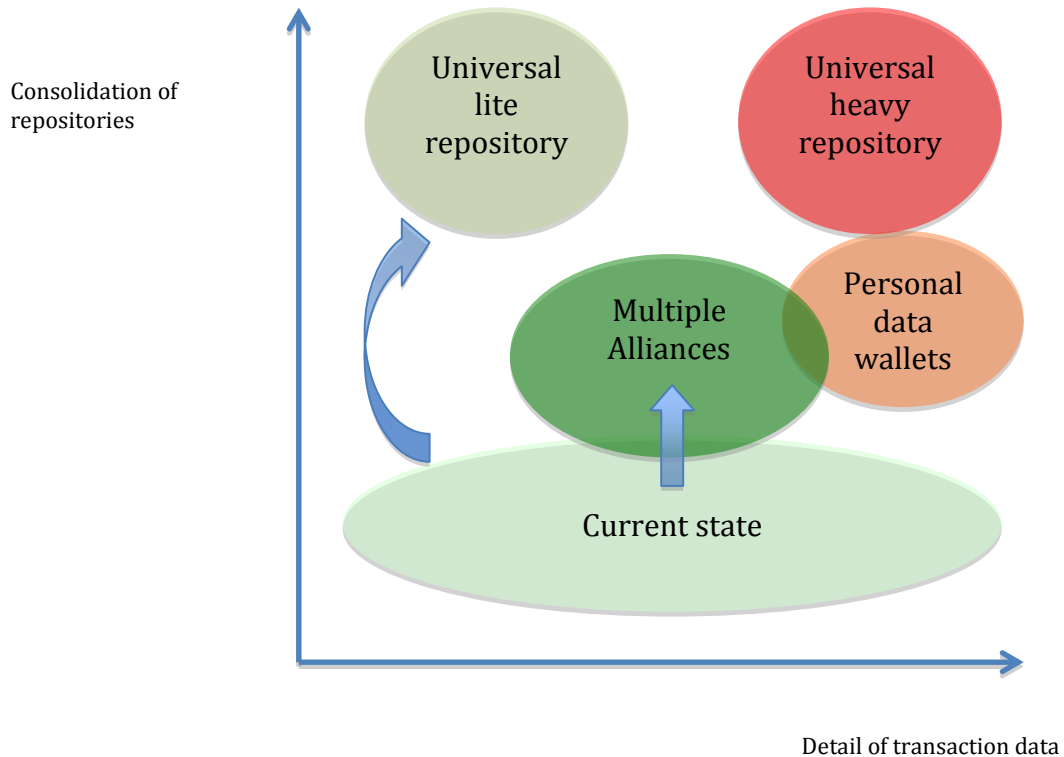 Consolidation of
repositories
Universal
lite
repository
Universal
heavy
repository
Multiple
Alliances
Personal
data
wallets
Current state
Detail of transaction data